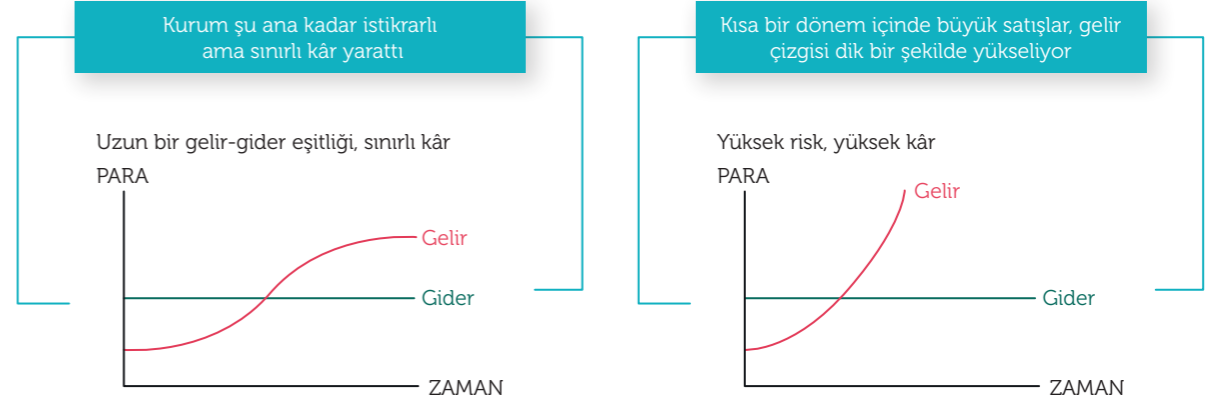 Kurum şu ana kadar istikrarlı
ama sınırlı kâr yarattı
Uzun bir gelir-gider eşitliği, sınırlı kâr
PARA
Gelir
Gider
ZAMAN
Kısa bir dönem içinde büyük satışlar, gelir
çizgisi dik bir şekilde yükseliyor
Yüksek risk, yüksek kâr
PARA
Gelir
Gider
ZAMAN